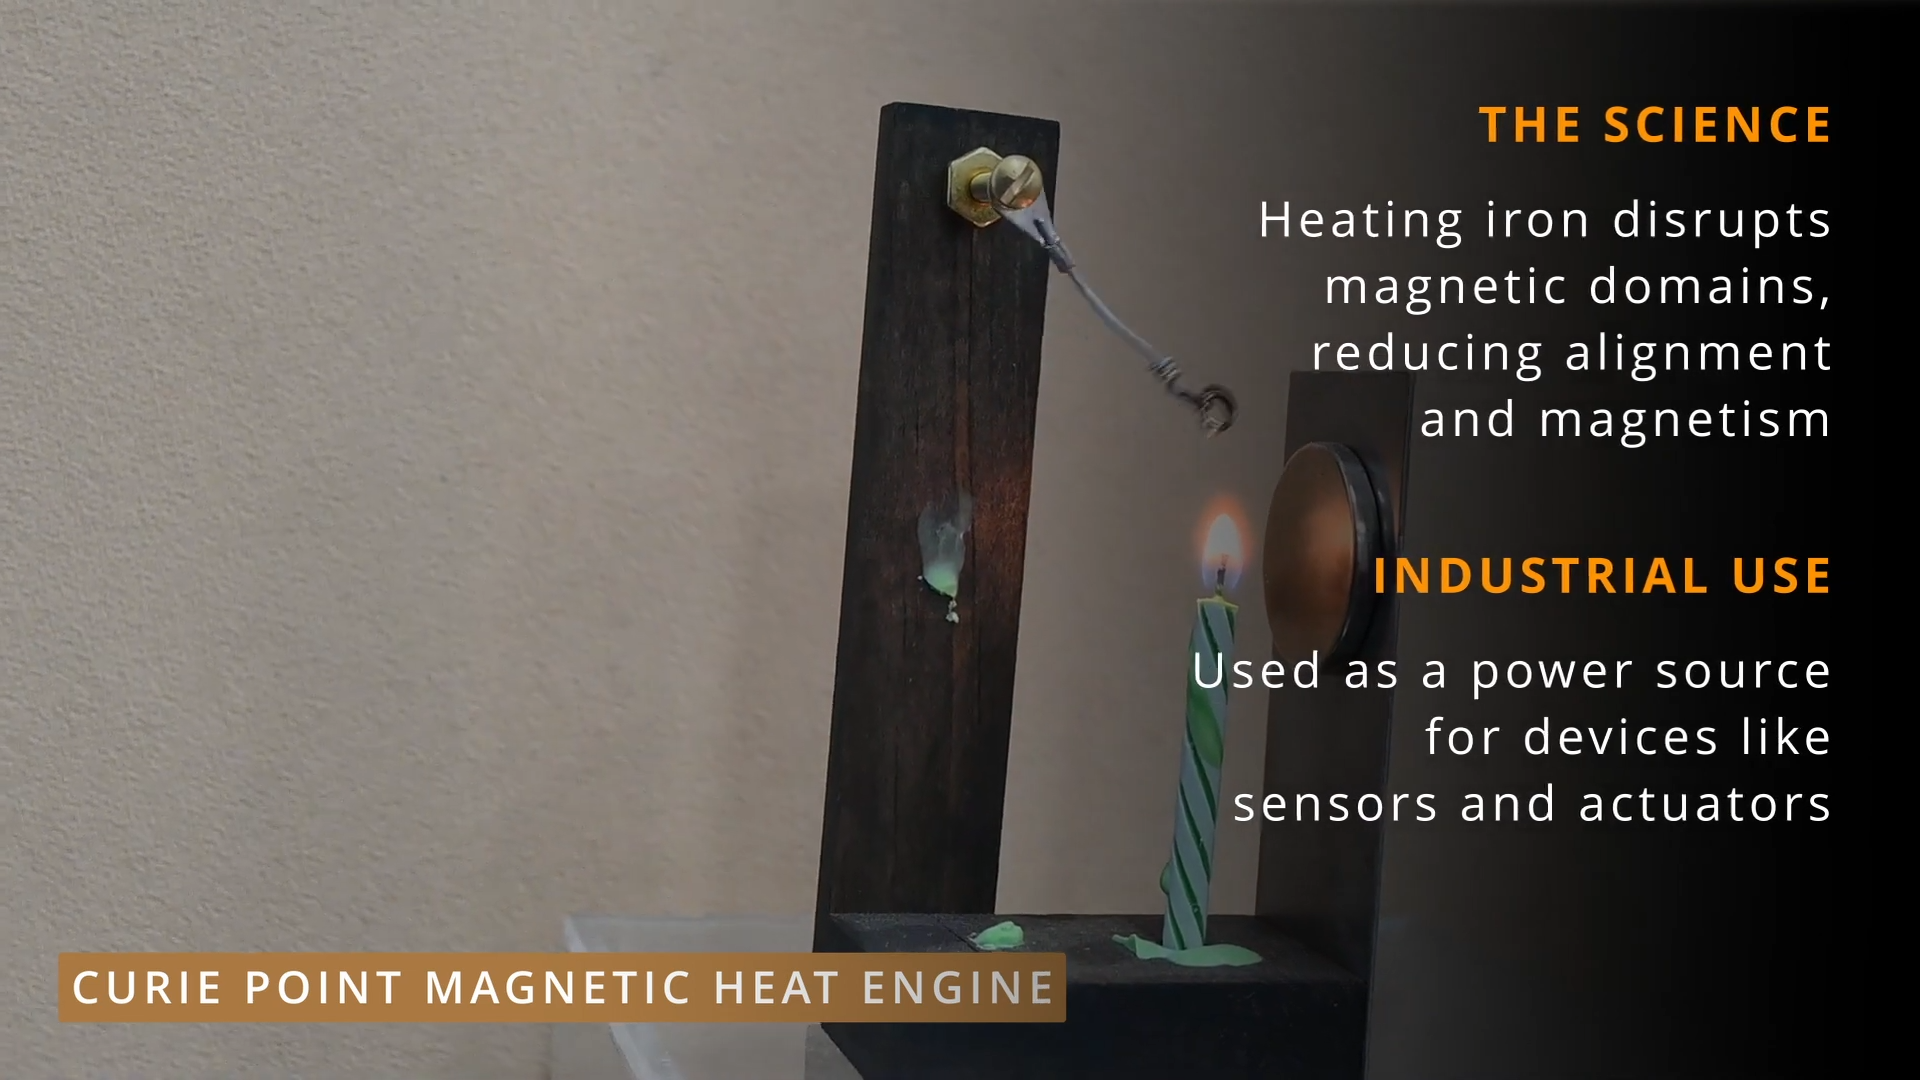 THE SCIENCE
Heating iron disrupts
magnetic domains,
reducing alignment
and magnetism
INDUSTRIAL USE
Used as a power source
for devices like
sensors and actuators
CURIE POINT MAGNETIC HEAT ENGINE